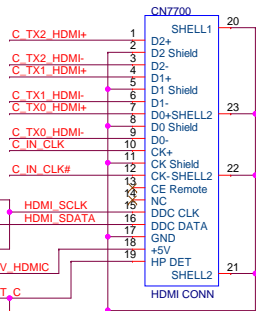 CN7700
C_TX2_HDMI+ 1 D2+ SHELL1 20
2 D2 Shield
C_TX2_HDMI- 3 D2-
C_TX1_HDMI+ 4 D1+
5 D1 Shield
C_TX1_HDMI- 6 D1-
C_TX0_HDMI+ 7 D0+SHELL2 23
8 D0 Shield
C_TX0_HDMI- 9 D0-
C_IN_CLK 10 CK+
11 CK Shield
C_IN_CLK# 12 CK-SHELL2 22
13 CE Remote
14 NC
HDMI_SCLK 15 DDC CLK
HDMI_SDATA 16 DDC DATA
17 GND
V_HDMIC 18 +5V
T_C 19 HP DET
SHELL2 21
HDMI CONN